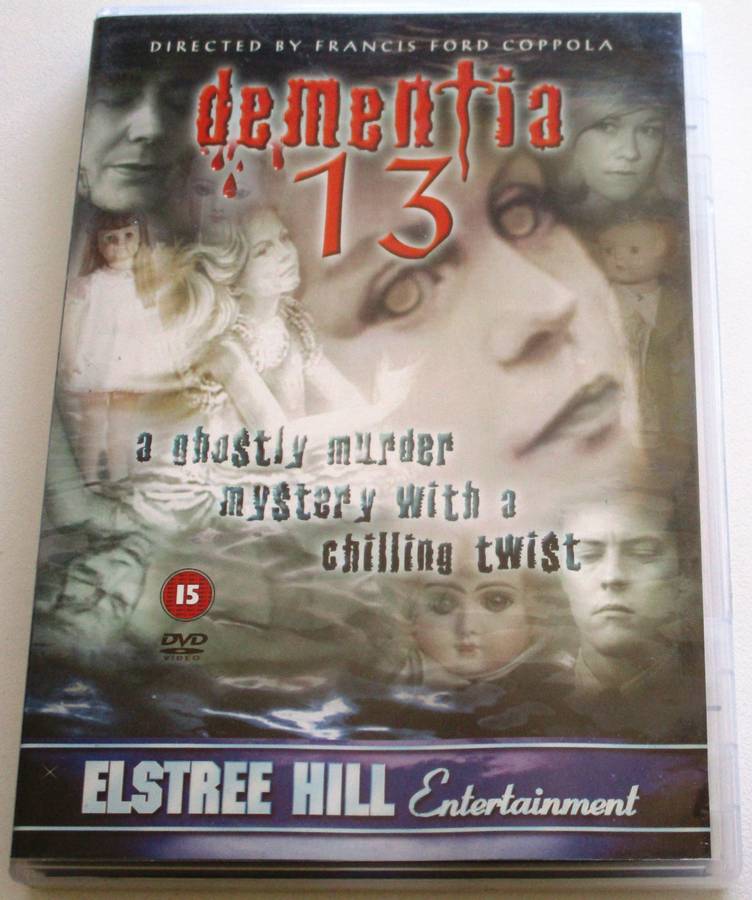 DIRECTED BY FRANCIS FORD COPPOLA
dementia
13
a ghostly murder
mystery with a
chilling twist
15
DVD
VIDEO
ELSTREE HILL Entertainment